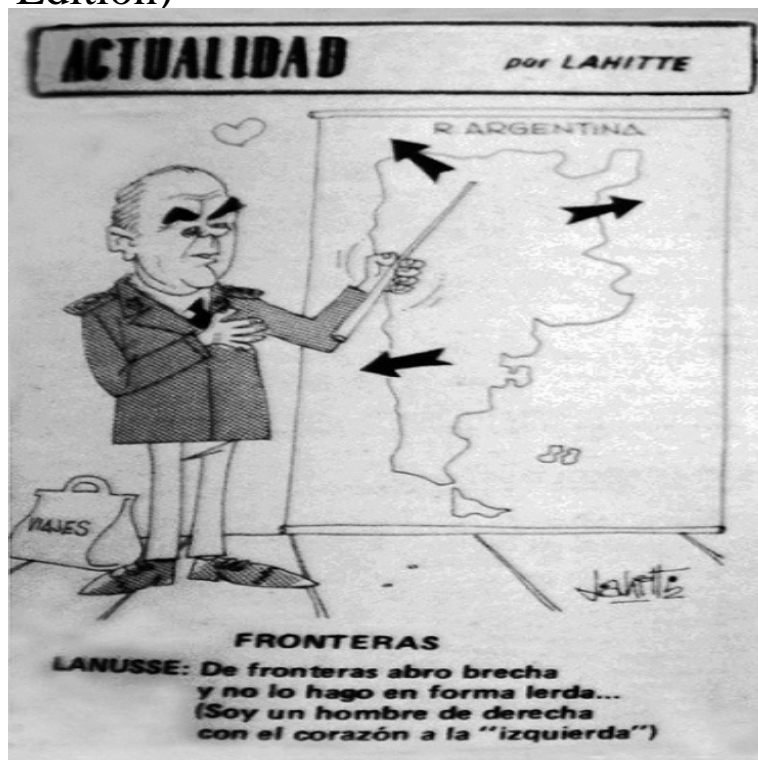 Edition)
ACTUALIDAD
por LAHITTE
R. ARGENTINA
VIAJES
Lahitte
FRONTERAS
LANUSSE: De fronteras abro brecha
y no lo hago en forma lerda...
(Soy un hombre de derecha
con el corazón a la "izquierda")